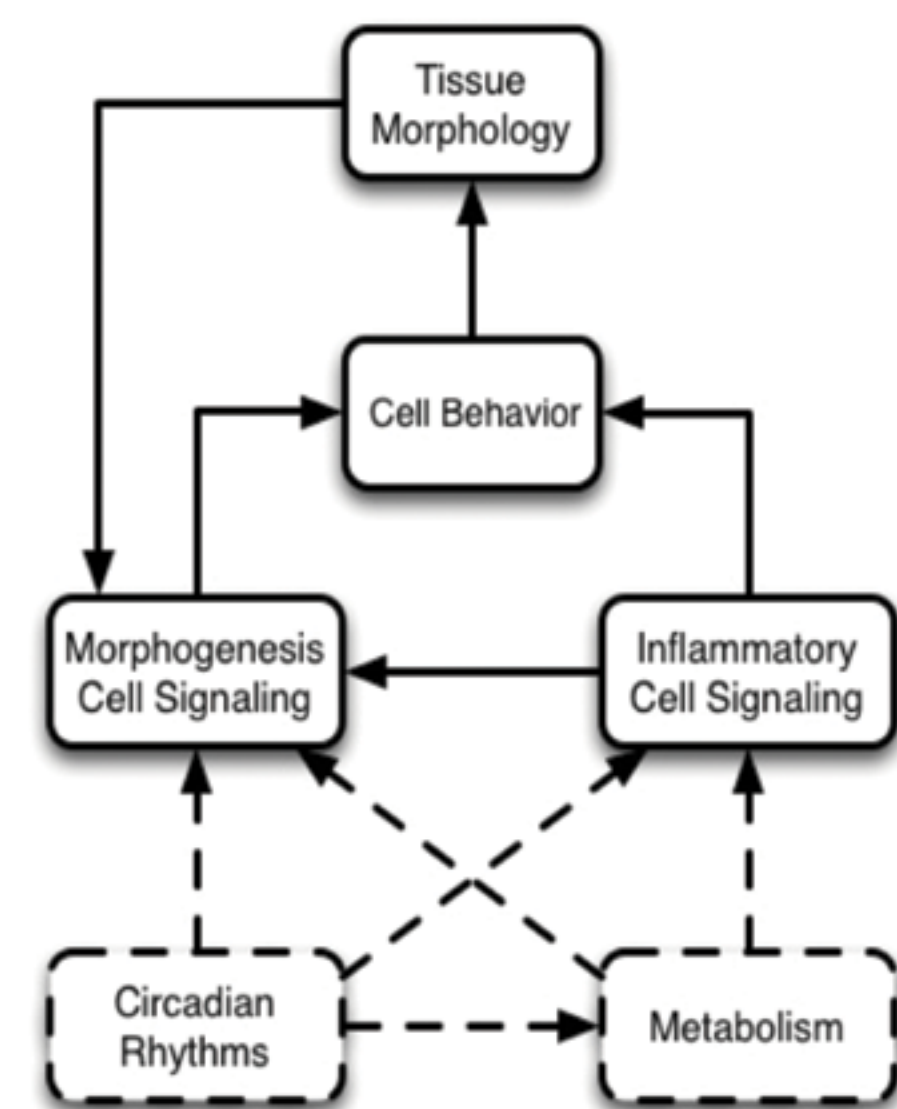 Tissue
Morphology
Cell Behavior
Morphogenesis
Cell Signaling
Inflammatory
Cell Signaling
Circadian
Rhythms
Metabolism